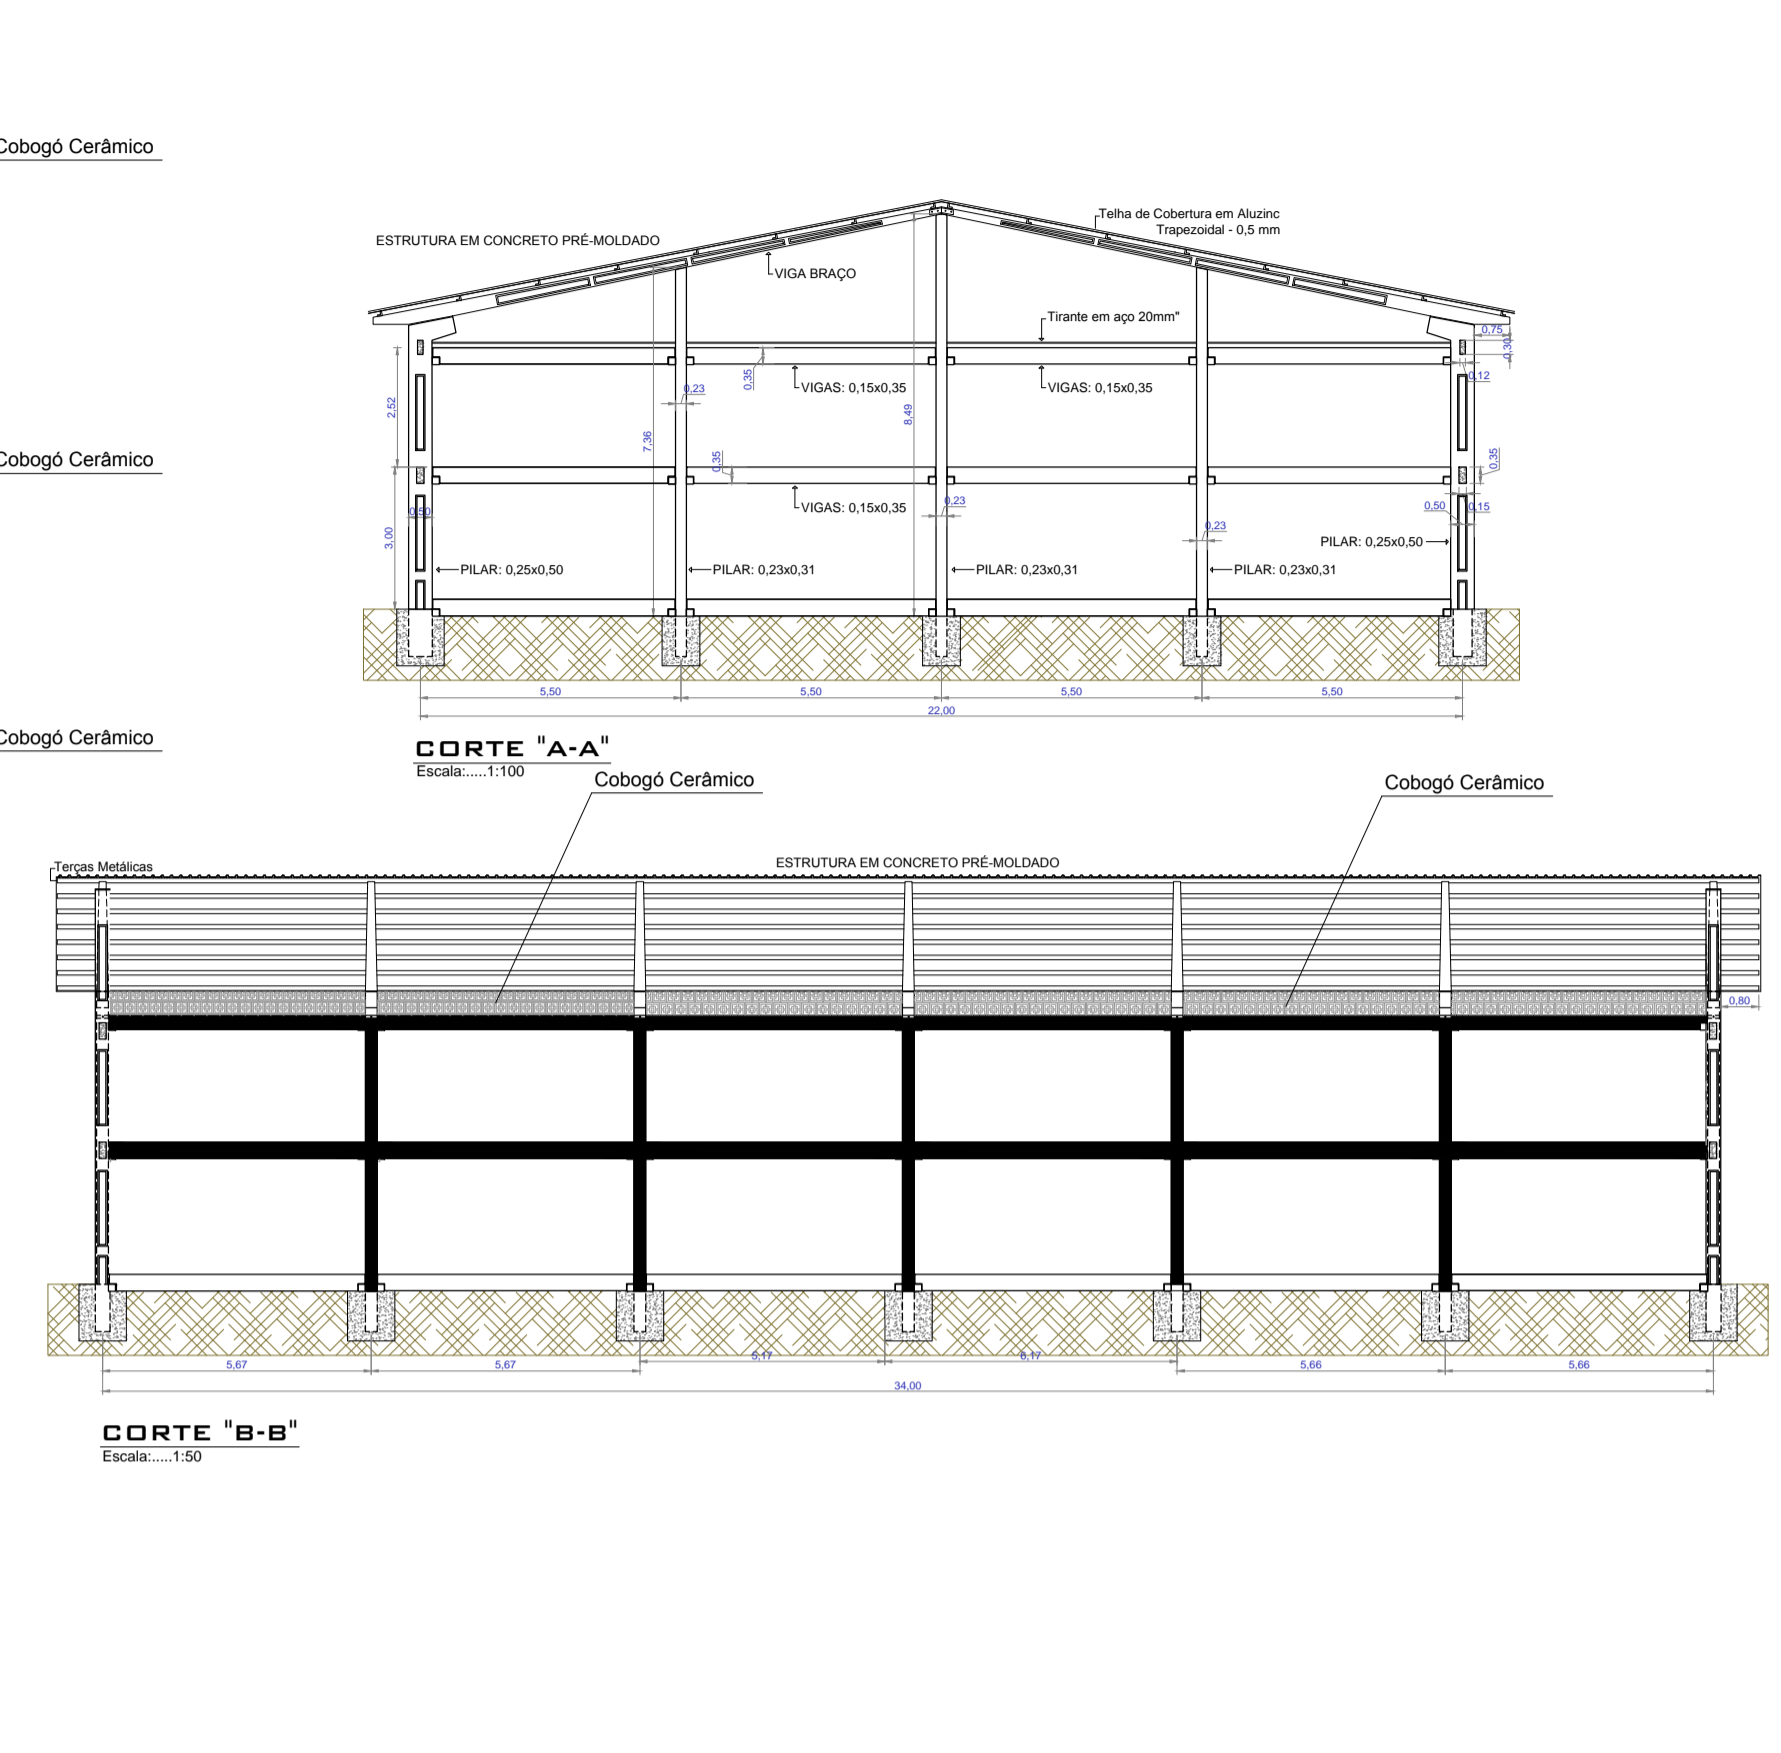 Cobogó Cerâmico
Telha de Cobertura em Aluzinc
Trapezoidal - 0,5 mm
ESTRUTURA EM CONCRETO PRÉ-MOLDADO
VIGA BRAÇO
Tirante em aço 20mm"
0,75
0,30
0,35
VIGAS: 0,15x0,35
VIGAS: 0,15x0,35
0,12
0,23
2,52
8,49
7,36
Cobogó Cerâmico
0,35
0,35
VIGAS: 0,15x0,35
0,23
0,50
0,15
0,50
0,23
3,00
PILAR: 0,25x0,50
PILAR: 0,25x0,50
PILAR: 0,23x0,31
PILAR: 0,23x0,31
PILAR: 0,23x0,31
5,50
5,50
5,50
5,50
22,00
Cobogó Cerâmico
CORTE "A-A"
Escala:.....1:100
Cobogó Cerâmico
Cobogó Cerâmico
Terças Metálicas
ESTRUTURA EM CONCRETO PRÉ-MOLDADO
0,80
5,67
5,67
5,17
6,17
5,66
5,66
34,00
CORTE "B-B"
Escala:.....1:50